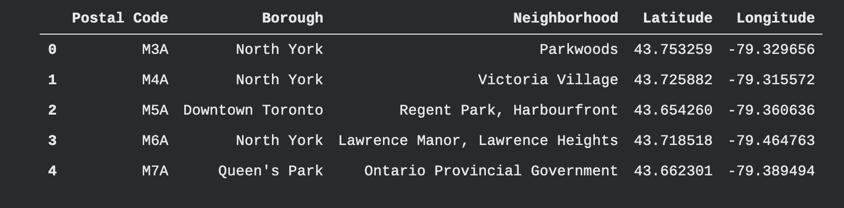 Postal Code Borough Neighborhood Latitude Longitude
0 M3A North York Parkwoods 43.753259 -79.329656
1 M4A North York Victoria Village 43.725882 -79.315572
2 M5A Downtown Toronto Regent Park, Harbourfront 43.654260 -79.360636
3 M6A North York Lawrence Manor, Lawrence Heights 43.718518 -79.464763
4 M7A Queen's Park Ontario Provincial Government 43.662301 -79.389494